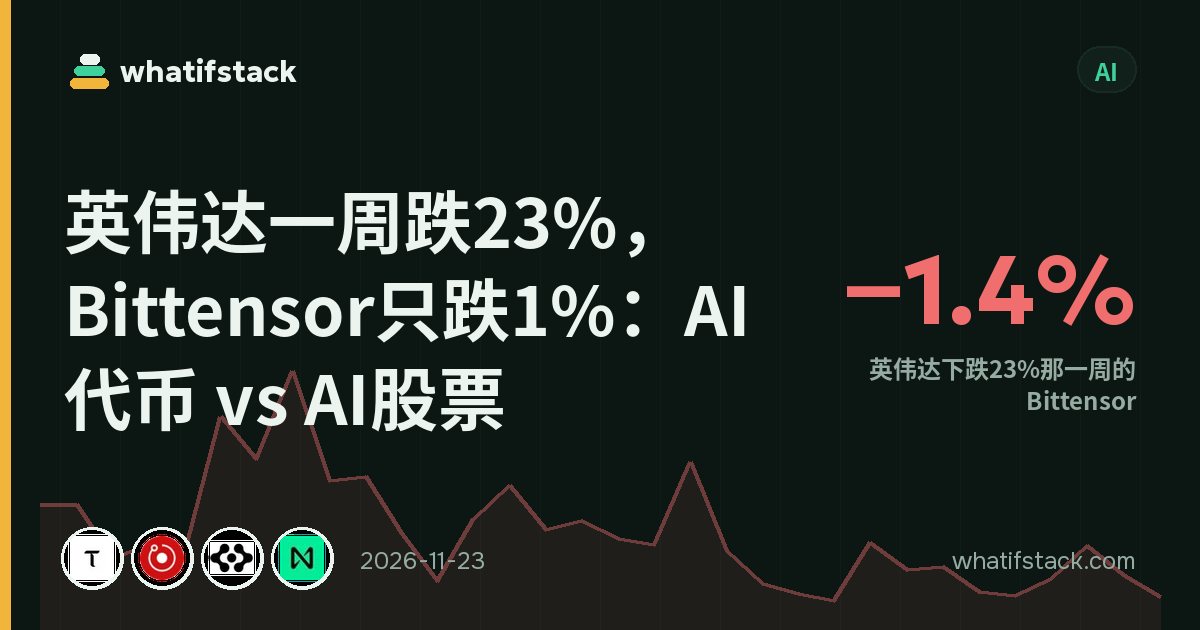 whatifstack
AI
英伟达一周跌23%，
Bittensor只跌1%：AI
代币 vs AI股票
−1.4%
英伟达下跌23%那一周的
Bittensor
τ
2026-11-23
whatifstack.com